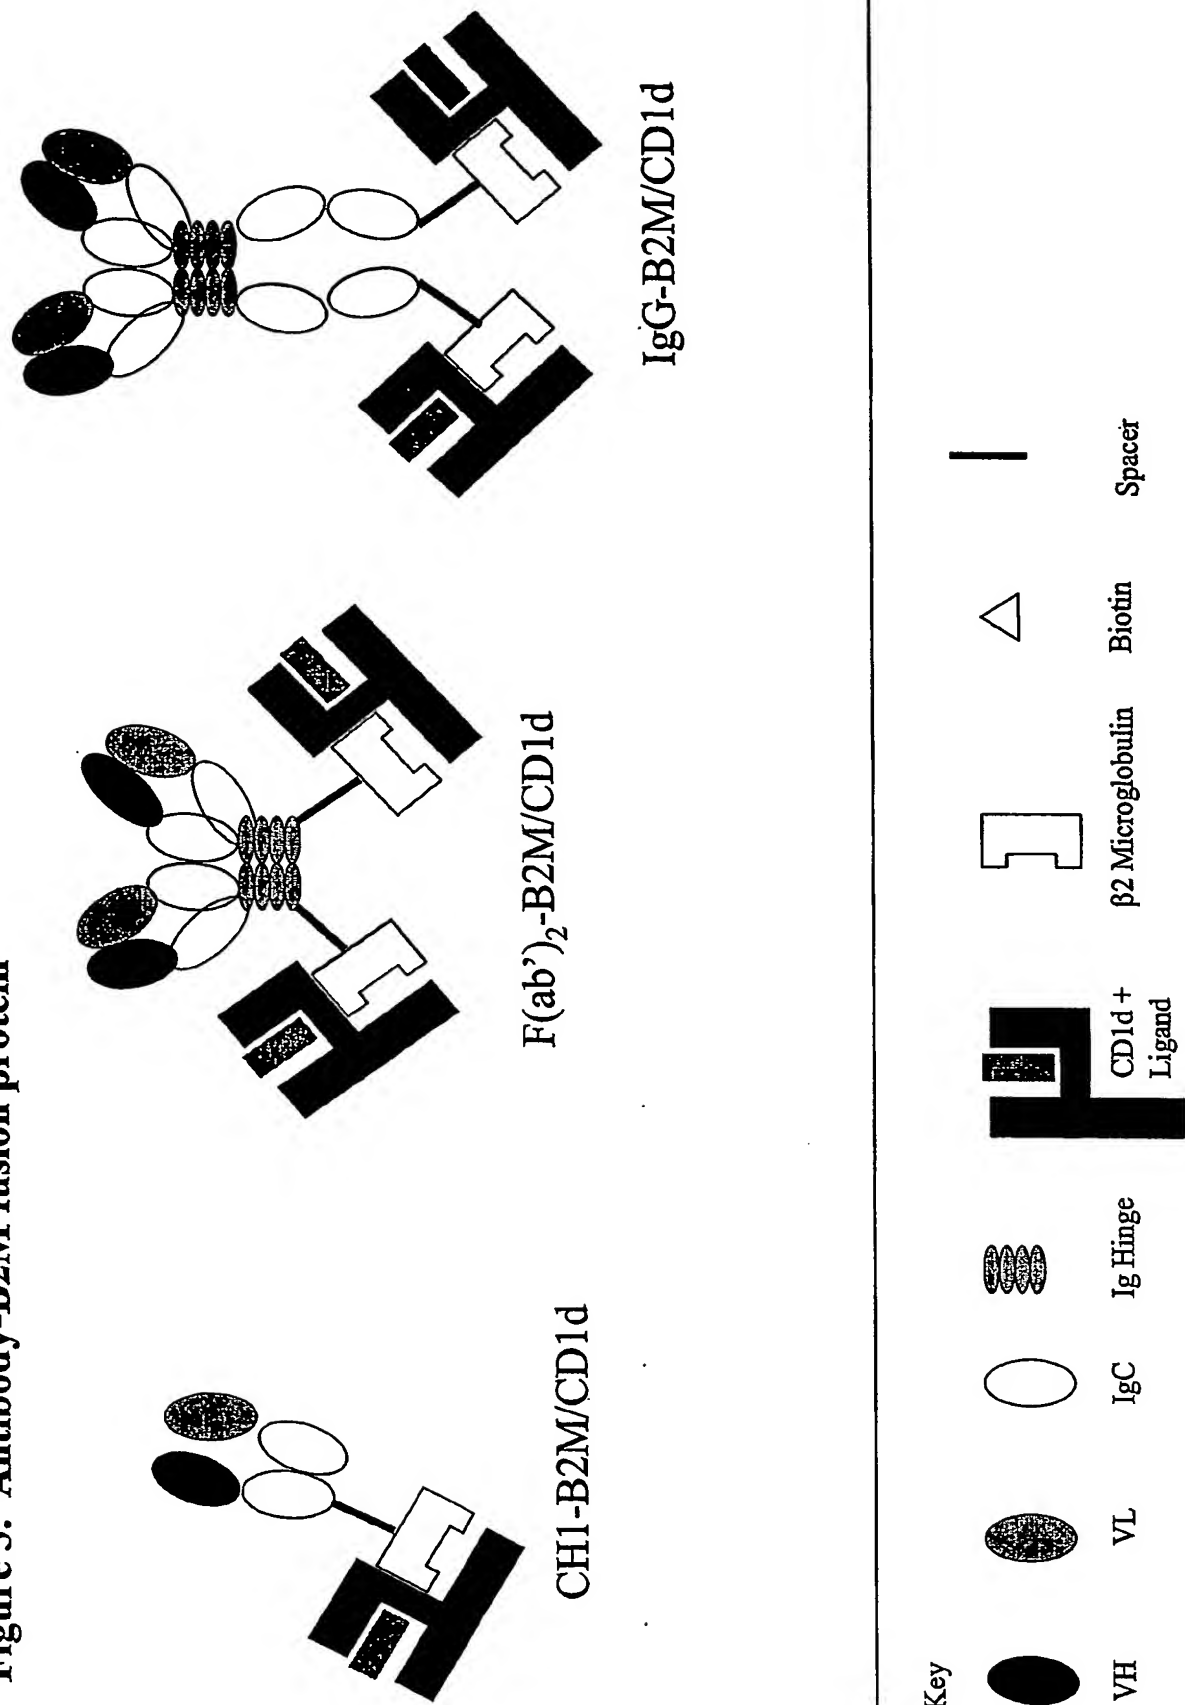 Figure 3: Antibody-B2M fusion protein
CH1-B2M/CD1d
F(ab')₂-B2M/CD1d
IgG-B2M/CD1d
Key
VH
VL
IgC
Ig Hinge
CD1d +
Ligand
β2 Microglobulin
Biotin
Spacer